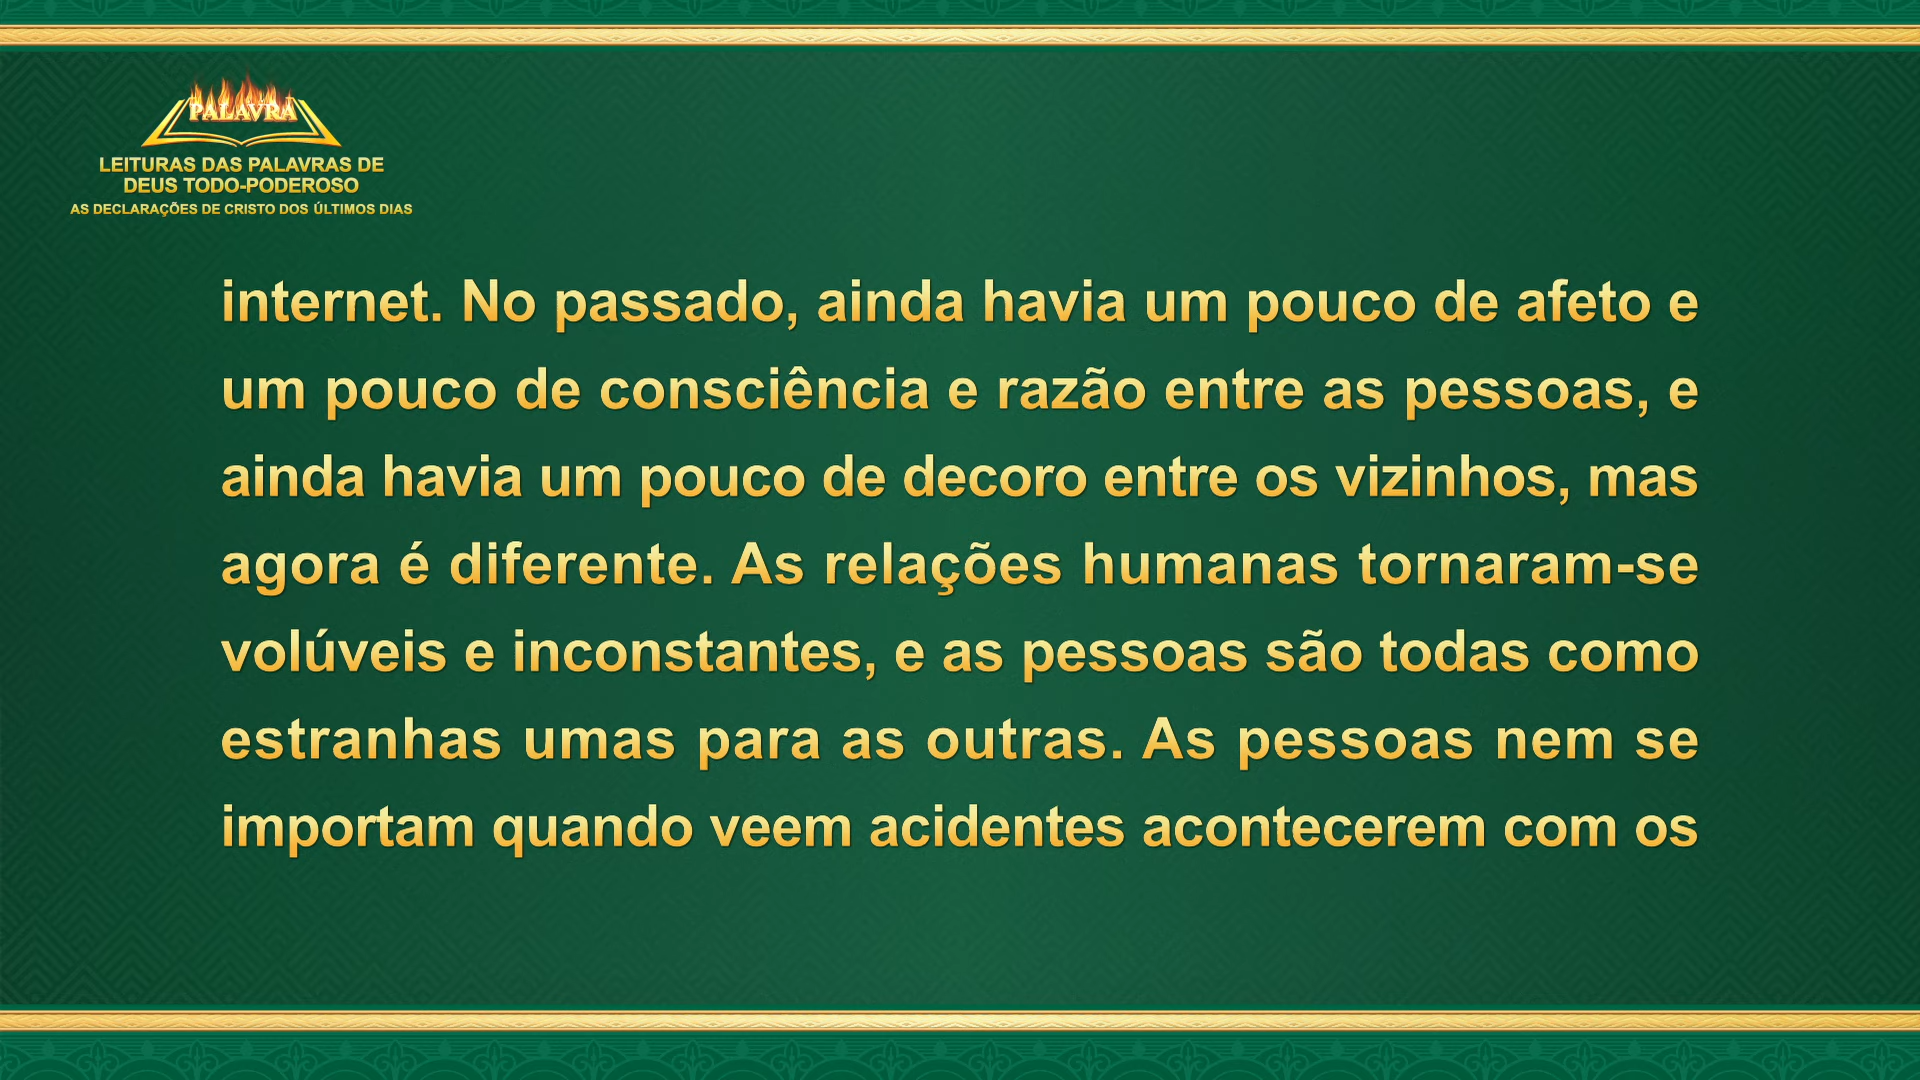 PALAVRA
LEITURAS DAS PALAVRAS DE
DEUS TODO-PODEROSO
AS DECLARAÇÕES DE CRISTO DOS ÚLTIMOS DIAS
internet. No passado, ainda havia um pouco de afeto e
um pouco de consciência e razão entre as pessoas, e
ainda havia um pouco de decoro entre os vizinhos, mas
agora é diferente. As relações humanas tornaram-se
volúveis e inconstantes, e as pessoas são todas como
estranhas umas para as outras. As pessoas nem se
importam quando veem acidentes acontecerem com os